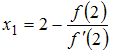 x₁ = 2 − f(2)/f′(2)